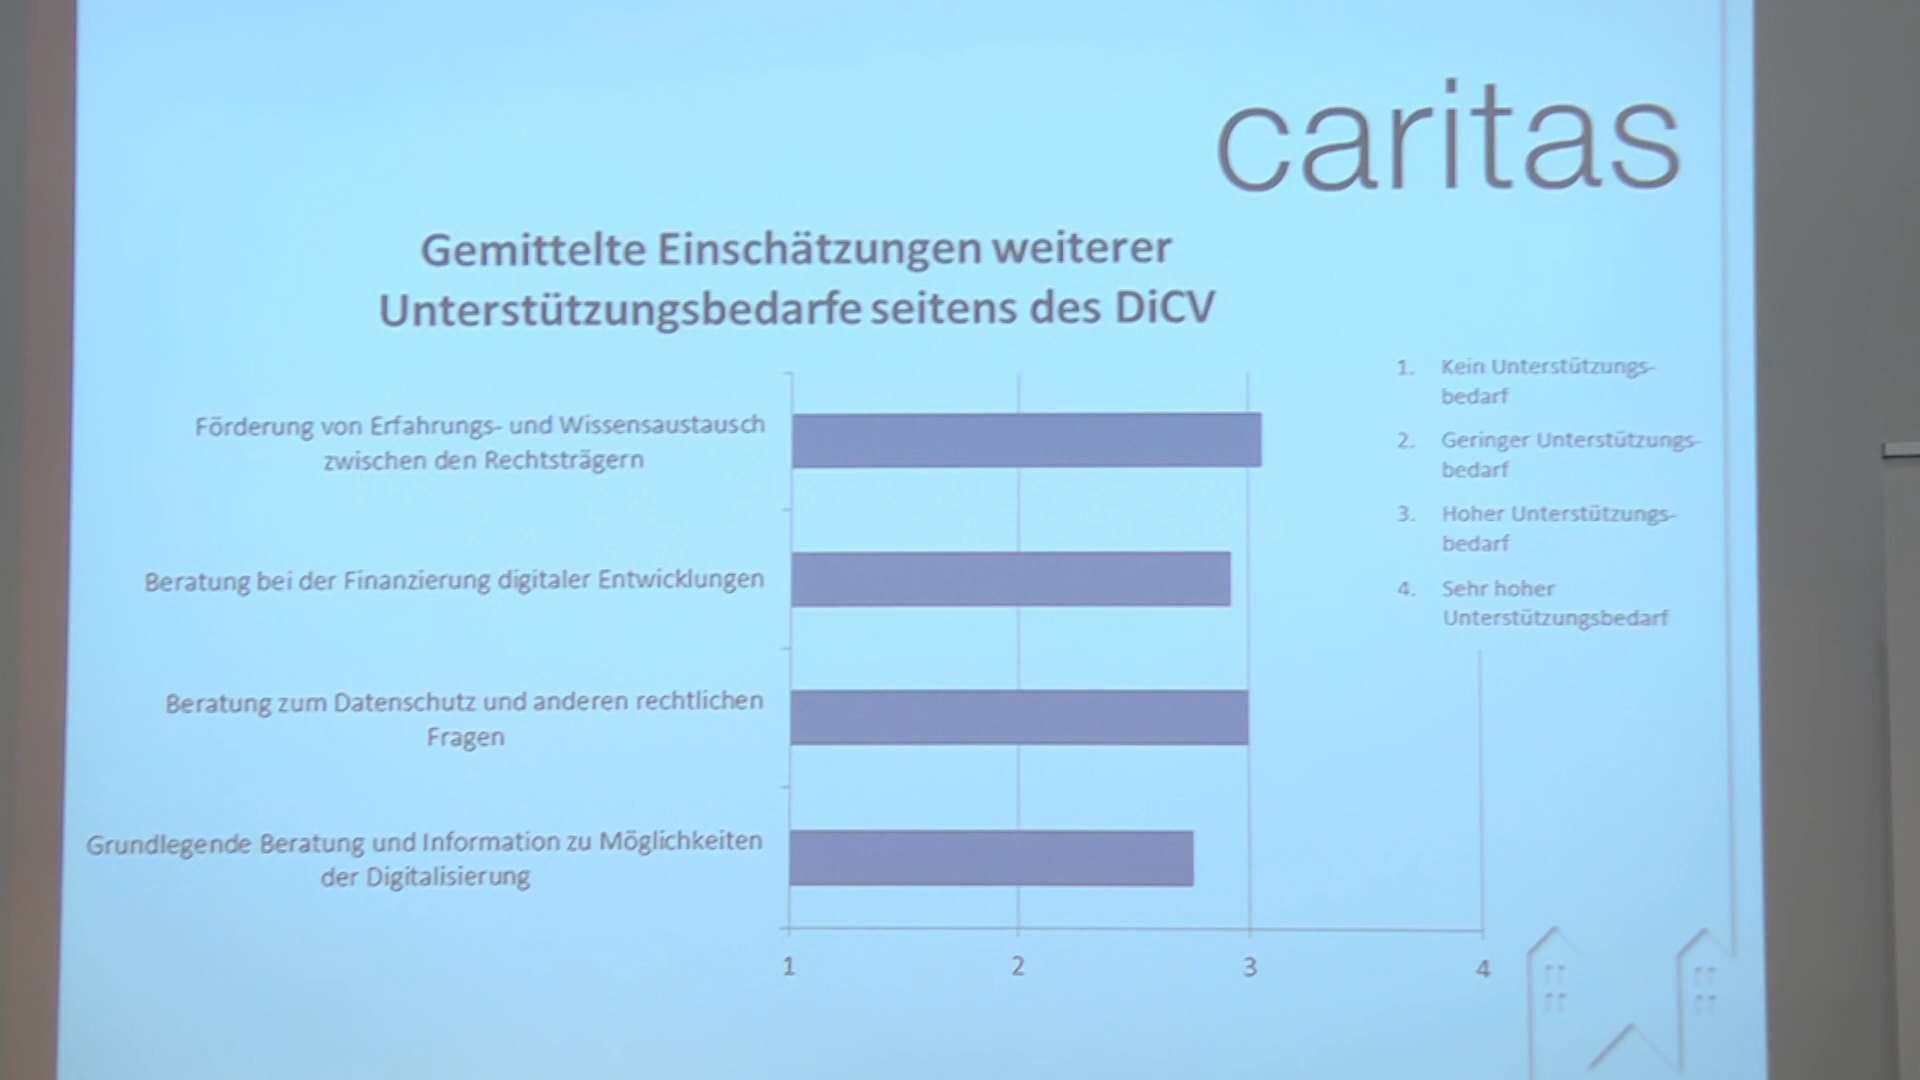 caritas
Gemittelte Einschätzungen weiterer
Unterstützungsbedarfe seitens des DiCV
Förderung von Erfahrungs- und Wissensaustausch
zwischen den Rechtsträgern
Beratung bei der Finanzierung digitaler Entwicklungen
Beratung zum Datenschutz und anderen rechtlichen
Fragen
Grundlegende Beratung und Information zu Möglichkeiten
der Digitalisierung
1 2 3 4
1. Kein Unterstützungs-
bedarf
2. Geringer Unterstützungs-
bedarf
3. Hoher Unterstützungs-
bedarf
4. Sehr hoher
Unterstützungsbedarf